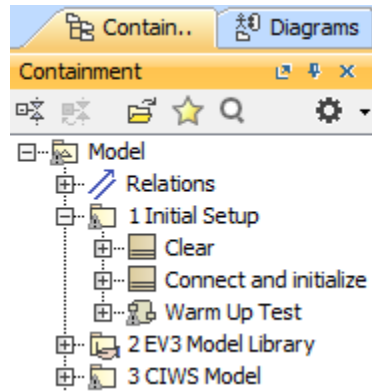 Contain.. Diagrams
Containment
Model
Relations
1 Initial Setup
Clear
Connect and initialize
Warm Up Test
2 EV3 Model Library
3 CIWS Model